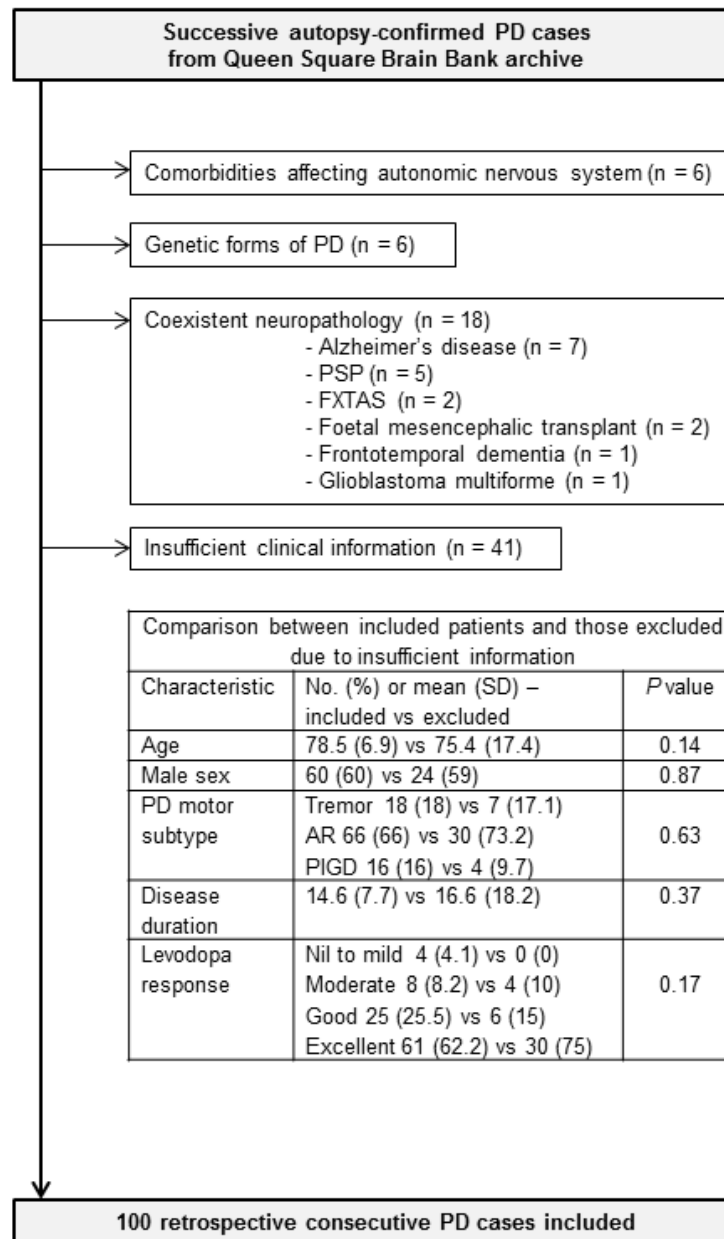 Successive autopsy-confirmed PD cases
from Queen Square Brain Bank archive
Comorbidities affecting autonomic nervous system (n = 6)
Genetic forms of PD (n = 6)
Coexistent neuropathology (n = 18)
- Alzheimer's disease (n = 7)
- PSP (n = 5)
- FXTAS (n = 2)
- Foetal mesencephalic transplant (n = 2)
- Frontotemporal dementia (n = 1)
- Glioblastoma multiforme (n = 1)
Insufficient clinical information (n = 41)
Comparison between included patients and those excluded
due to insufficient information
Characteristic No. (%) or mean (SD) – P value
included vs excluded
Age 78.5 (6.9) vs 75.4 (17.4) 0.14
Male sex 60 (60) vs 24 (59) 0.87
PD motor Tremor 18 (18) vs 7 (17.1)
subtype AR 66 (66) vs 30 (73.2) 0.63
PIGD 16 (16) vs 4 (9.7)
Disease 14.6 (7.7) vs 16.6 (18.2) 0.37
duration
Levodopa Nil to mild 4 (4.1) vs 0 (0)
response Moderate 8 (8.2) vs 4 (10) 0.17
Good 25 (25.5) vs 6 (15)
Excellent 61 (62.2) vs 30 (75)
100 retrospective consecutive PD cases included